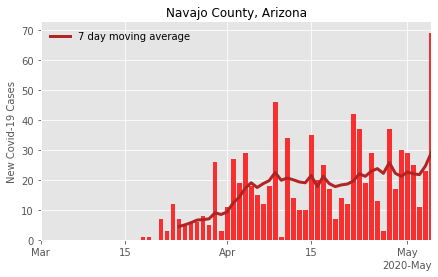 Navajo County, Arizona
7 day moving average
New Covid-19 Cases
70
60
50
40
30
20
10
0
Mar
15
Apr
15
May
2020-May